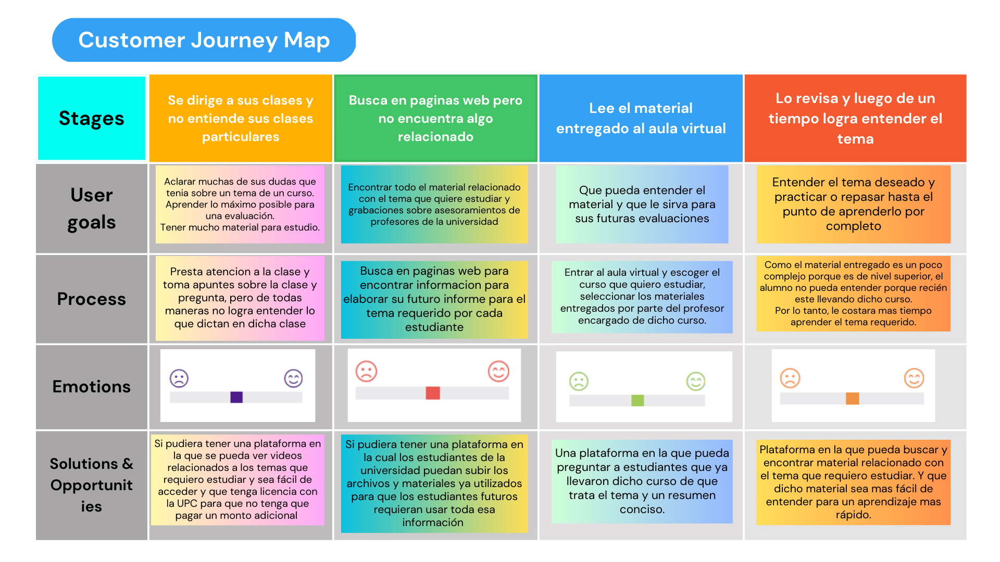 Customer Journey Map
Stages
Se dirige a sus clases y
no entiende sus clases
particulares
Busca en paginas web pero
no encuentra algo
relacionado
Lee el material
entregado al aula virtual
Lo revisa y luego de un
tiempo logra entender el
tema
User
goals
Aclarar muchas de sus dudas que
tenia sobre un tema de un curso.
Aprender lo máximo posible para
una evaluación.
Tener mucho material para estudio.
Encontrar todo el material relacionado
con el tema que quiere estudiar y
grabaciones sobre asesoramientos de
profesores de la universidad
Que pueda entender el
material y que le sirva para
sus futuras evaluaciones
Entender el tema deseado y
practicar o repasar hasta el
punto de aprenderlo por
completo
Process
Presta atencion a la clase y
toma apuntes sobre la clase y
pregunta, pero de todas
maneras no logra entender lo
que dictan en dicha clase
Busca en paginas web para
encontrar informacion para
elaborar su futuro informe para el
tema requerido por cada
estudiante
Entrar al aula virtual y escoger el
curso que quiero estudiar,
seleccionar los materiales
entregados por parte del profesor
encargado de dicho curso.
Como el material entregado es un poco
complejo porque es de nivel superior, el
alumno no pueda entender porque recién
este llevando dicho curso.
Por lo tanto, le costara mas tiempo
aprender el tema requerido.
Emotions
Solutions &
Opportunit
ies
Si pudiera tener una plataforma en
la que se pueda ver videos
relacionados a los temas que
requiero estudiar y sea fácil de
acceder y que tenga licencia con
la UPC para que no tenga que
pagar un monto adicional
Si pudiera tener una plataforma en
la cual los estudiantes de la
universidad puedan subir los
archivos y materiales ya utilizados
para que los estudiantes futuros
requieran usar toda esa
información
Una plataforma en la que pueda
preguntar a estudiantes que ya
llevaron dicho curso de que
trata el tema y un resumen
conciso.
Plataforma en la que pueda buscar y
encontrar material relacionado con
el tema que requiero estudiar. Y que
dicho material sea mas fácil de
entender para un aprendizaje mas
rápido.